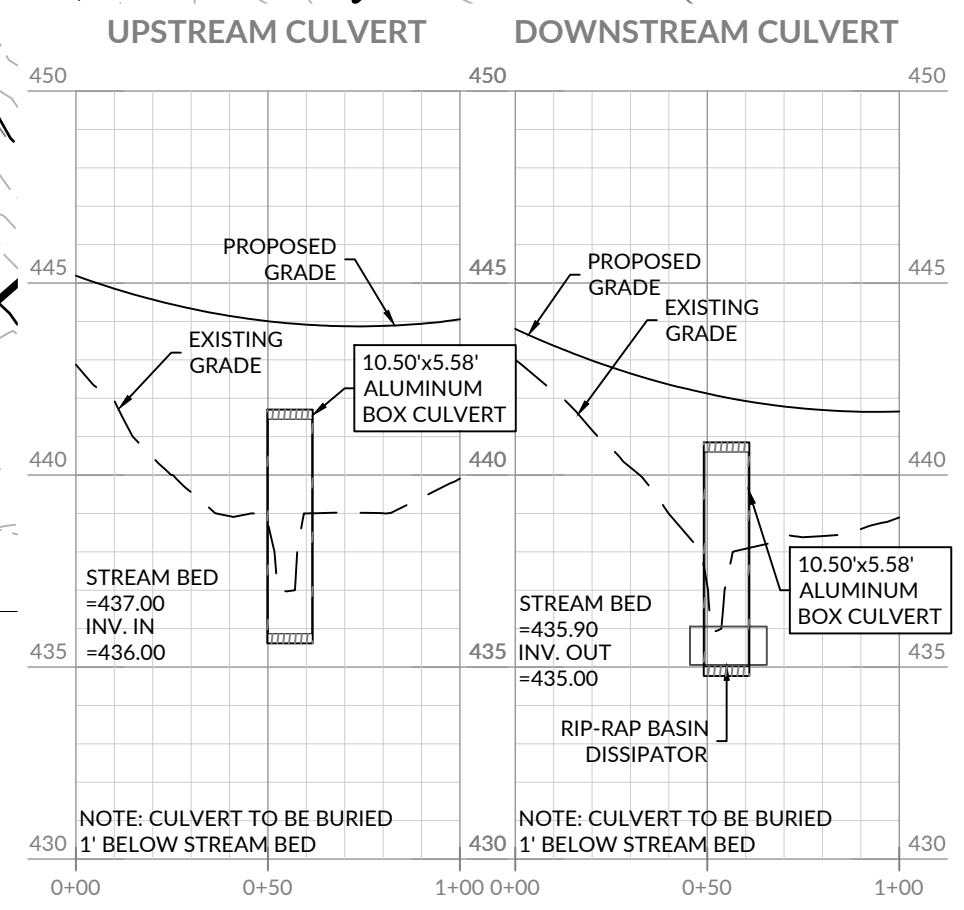 UPSTREAM CULVERT
DOWNSTREAM CULVERT
450
450
450
PROPOSED
GRADE
445
445
445
PROPOSED
GRADE
EXISTING
GRADE
EXISTING
GRADE
10.50'x5.58'
ALUMINUM
BOX CULVERT
440
440
440
10.50'x5.58'
ALUMINUM
BOX CULVERT
STREAM BED
=437.00
INV. IN
=436.00
STREAM BED
=435.90
INV. OUT
=435.00
435
435
435
RIP-RAP BASIN
DISSIPATOR
NOTE: CULVERT TO BE BURIED
1' BELOW STREAM BED
NOTE: CULVERT TO BE BURIED
1' BELOW STREAM BED
430
430
430
0+00
0+50
1+00
0+00
0+50
1+00